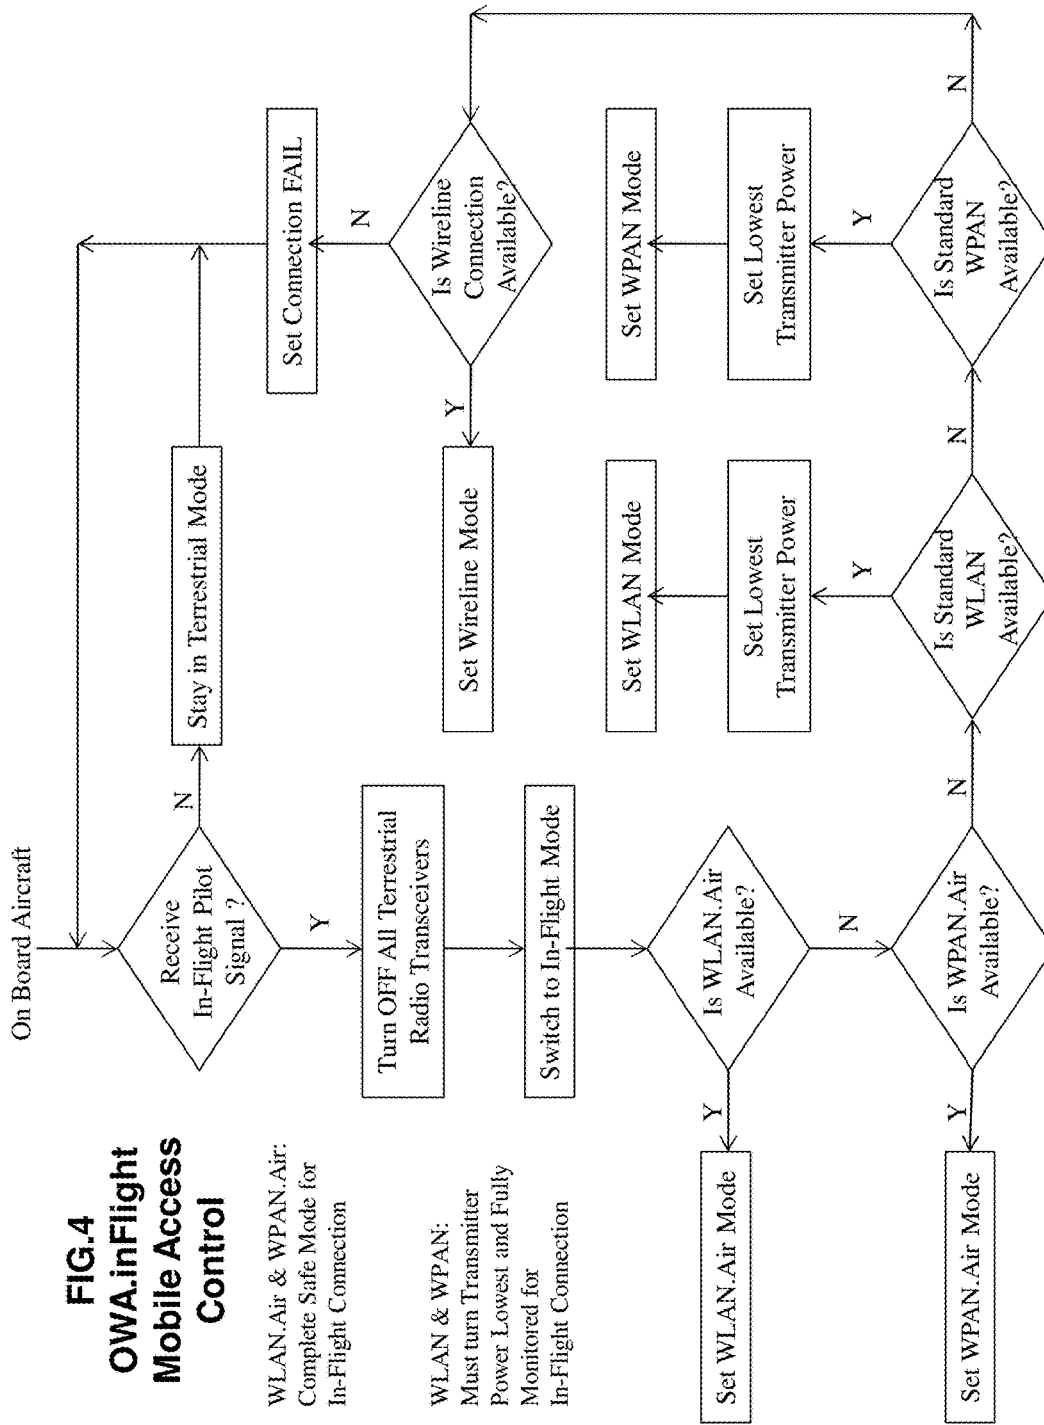 FIG.4
OWA.inFlight
Mobile Access
Control
WLAN.Air & WPAN.Air:
Complete Safe Mode for
In-Flight Connection
WLAN & WPAN:
Must turn Transmitter
Power Lowest and Fully
Monitored for
In-Flight Connection
On Board Aircraft
Receive
In-Flight Pilot
Signal ?
N
Stay in Terrestrial Mode
Y
Turn OFF All Terrestrial
Radio Transceivers
Switch to In-Flight Mode
Is WLAN.Air
Available?
Y
Set WLAN.Air Mode
N
Is WPAN.Air
Available?
Y
Set WPAN.Air Mode
N
Is Standard
WLAN
Available?
Y
Set Lowest
Transmitter Power
Set WLAN Mode
N
Is Standard
WPAN
Available?
Y
Set Lowest
Transmitter Power
Set WPAN Mode
N
Is Wireline
Connection
Available?
Y
Set Wireline Mode
N
Set Connection FAIL